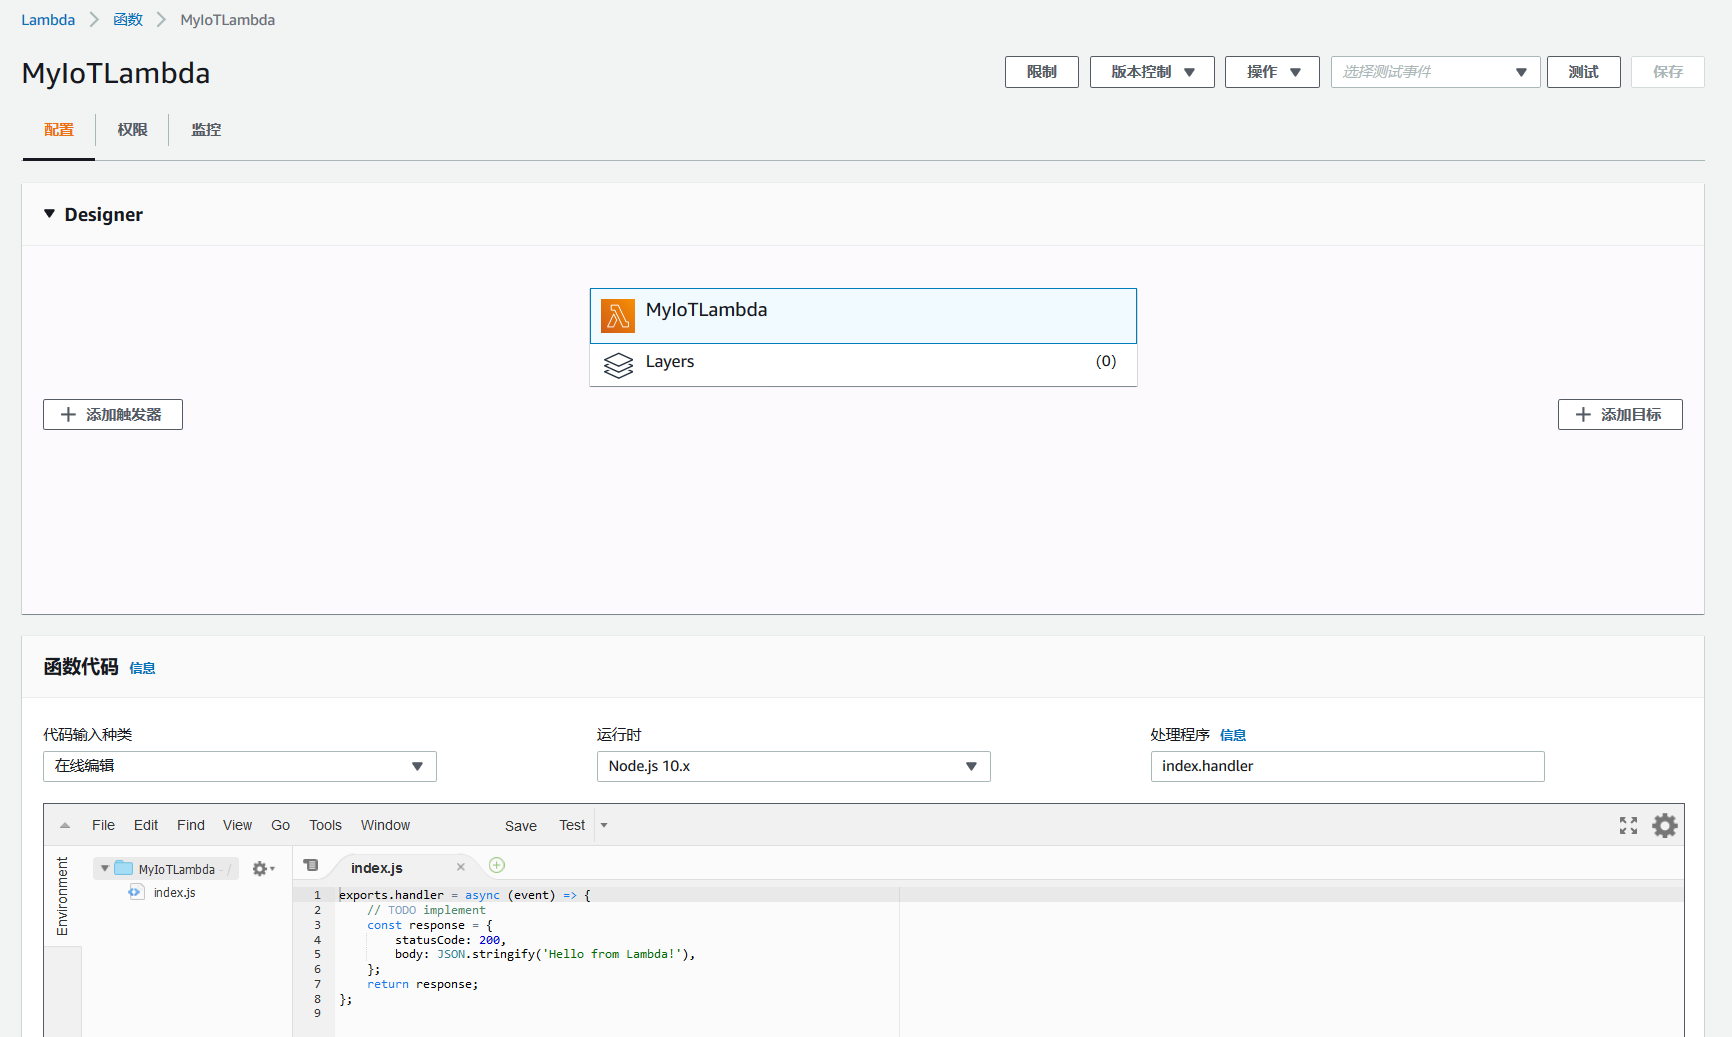 Lambda 函数 MyIoTLambda
MyIoTLambda
限制 版本控制 操作 选择测试事件 测试 保存
配置 权限 监控
Designer
MyIoTLambda
Layers (0)
添加触发器 添加目标
函数代码 信息
代码输入种类 运行时 处理程序 信息
在线编辑 Node.js 10.x index.handler
File Edit Find View Go Tools Window Save Test
Environment
MyIoTLambda - /
index.js
index.js
1 exports.handler = async (event) => {
2 // TODO implement
3 const response = {
4 statusCode: 200,
5 body: JSON.stringify('Hello from Lambda!'),
6 };
7 return response;
8 };
9